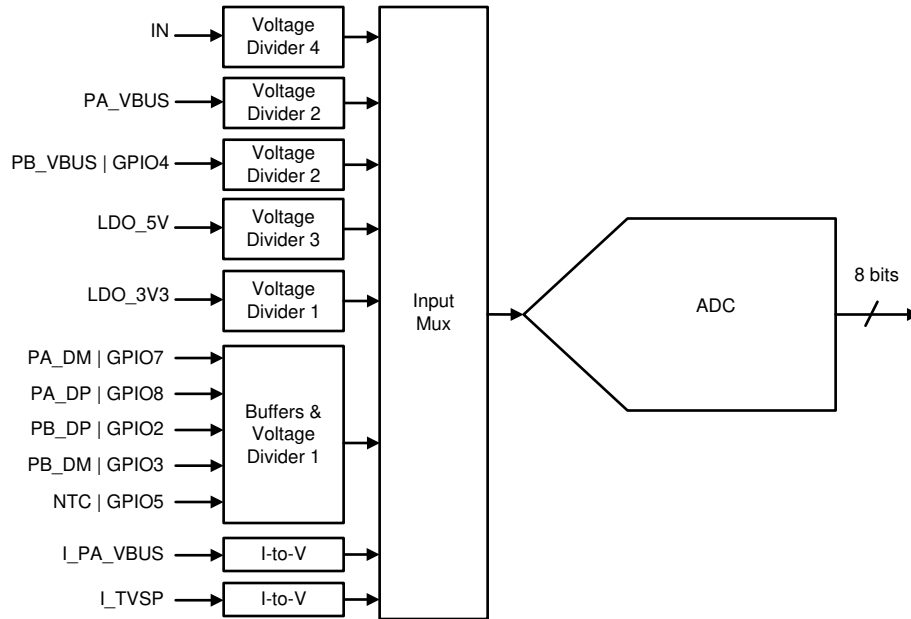 IN
Voltage
Divider 4
PA_VBUS
Voltage
Divider 2
PB_VBUS | GPIO4
Voltage
Divider 2
LDO_5V
Voltage
Divider 3
LDO_3V3
Voltage
Divider 1
PA_DM | GPIO7
PA_DP | GPIO8
PB_DP | GPIO2
PB_DM | GPIO3
NTC | GPIO5
Buffers &
Voltage
Divider 1
I_PA_VBUS
I-to-V
I_TVSP
I-to-V
Input
Mux
ADC
8 bits